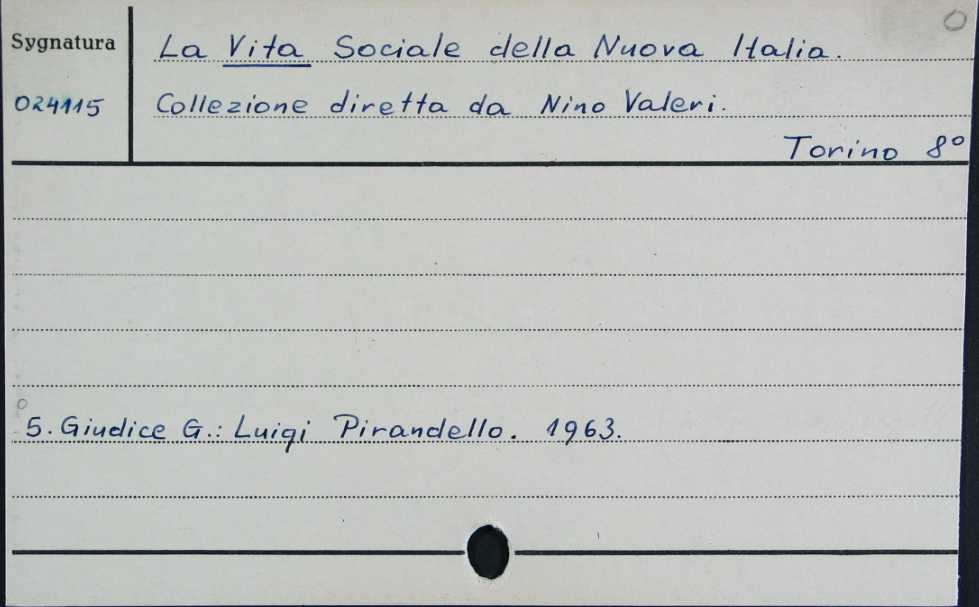 Sygnatura
024115
La Vita Sociale della Nuova Italia.
Collezione diretta da Nino Valeri.
Torino 8°
5. Giudice G.: Luigi Pirandello. 1963.